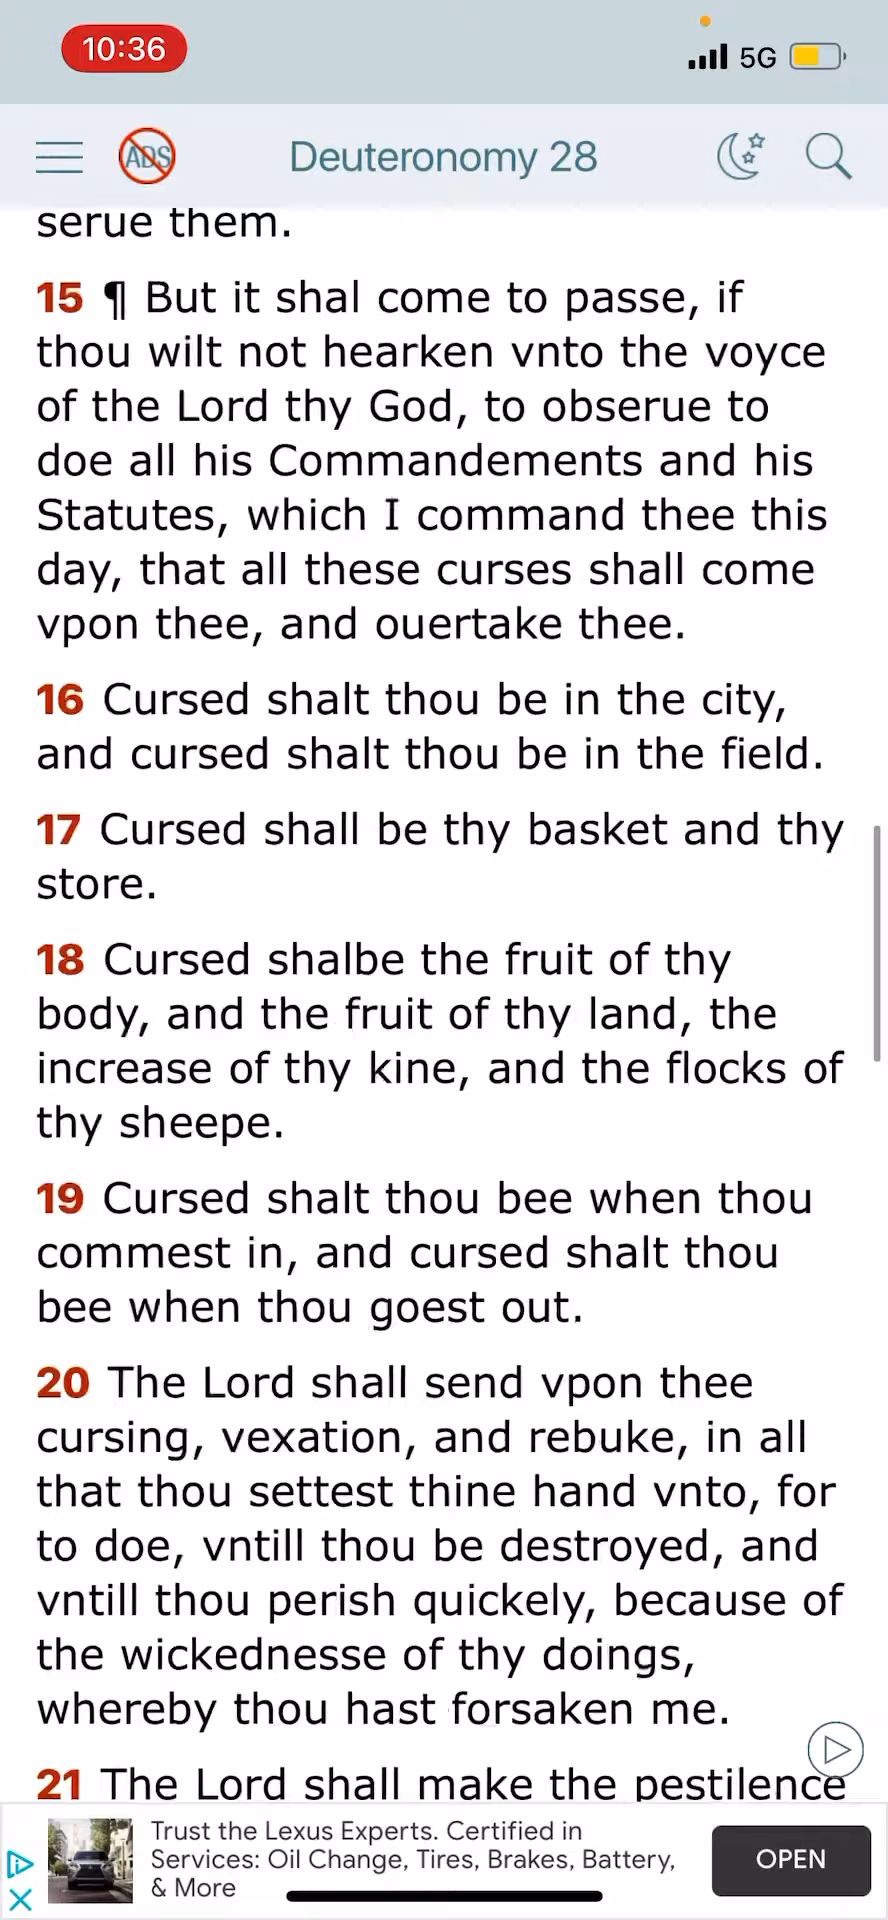 10:36
5G
ADS
Deuteronomy 28
serue them.
15 ¶ But it shal come to passe, if
thou wilt not hearken vnto the voyce
of the Lord thy God, to obserue to
doe all his Commandements and his
Statutes, which I command thee this
day, that all these curses shall come
vpon thee, and ouertake thee.
16 Cursed shalt thou be in the city,
and cursed shalt thou be in the field.
17 Cursed shall be thy basket and thy
store.
18 Cursed shalbe the fruit of thy
body, and the fruit of thy land, the
increase of thy kine, and the flocks of
thy sheepe.
19 Cursed shalt thou bee when thou
commest in, and cursed shalt thou
bee when thou goest out.
20 The Lord shall send vpon thee
cursing, vexation, and rebuke, in all
that thou settest thine hand vnto, for
to doe, vntill thou be destroyed, and
vntill thou perish quickely, because of
the wickednesse of thy doings,
whereby thou hast forsaken me.
21 The Lord shall make the pestilence
Trust the Lexus Experts. Certified in
Services: Oil Change, Tires, Brakes, Battery,
& More
OPEN